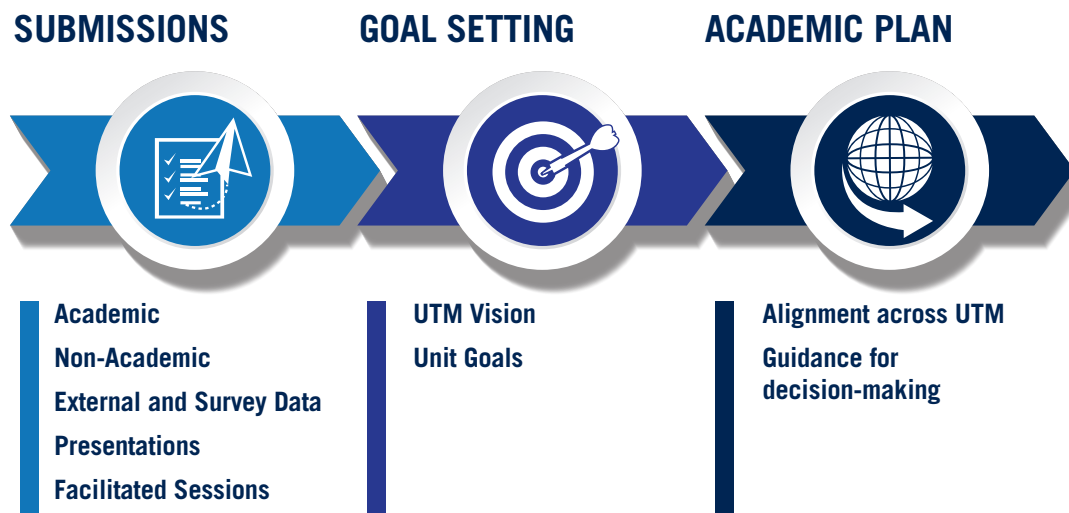 SUBMISSIONS
GOAL SETTING
ACADEMIC PLAN
Academic
Non-Academic
External and Survey Data
Presentations
Facilitated Sessions
UTM Vision
Unit Goals
Alignment across UTM
Guidance for
decision-making